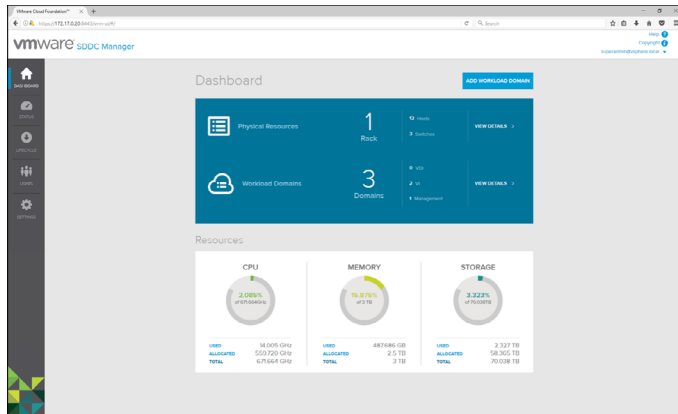 VMware Cloud Foundation™
https://172.17.0.20:8443/vrm-ui/#/
Search
vmware SDDC Manager
Help
Copyright
DASHBOARD
STATUS
LIFECYCLE
USERS
SETTINGS
Dashboard
ADD WORKLOAD DOMAIN
Physical Resources
1
Rack
12 Hosts
3 Switches
VIEW DETAILS
Workload Domains
3
Domains
0 VDI
2 VI
1 Management
VIEW DETAILS
Resources
CPU
2.085%
of 671.664GHz
USED 14.005 GHz
ALLOCATED 559.720 GHz
TOTAL 671.664 GHz
MEMORY
of 3 TB
USED 487.686 GB
ALLOCATED 2.5 TB
TOTAL 3 TB
STORAGE
3.323%
of 70.038TB
USED 2.327 TB
ALLOCATED 58.365 TB
TOTAL 70.038 TB